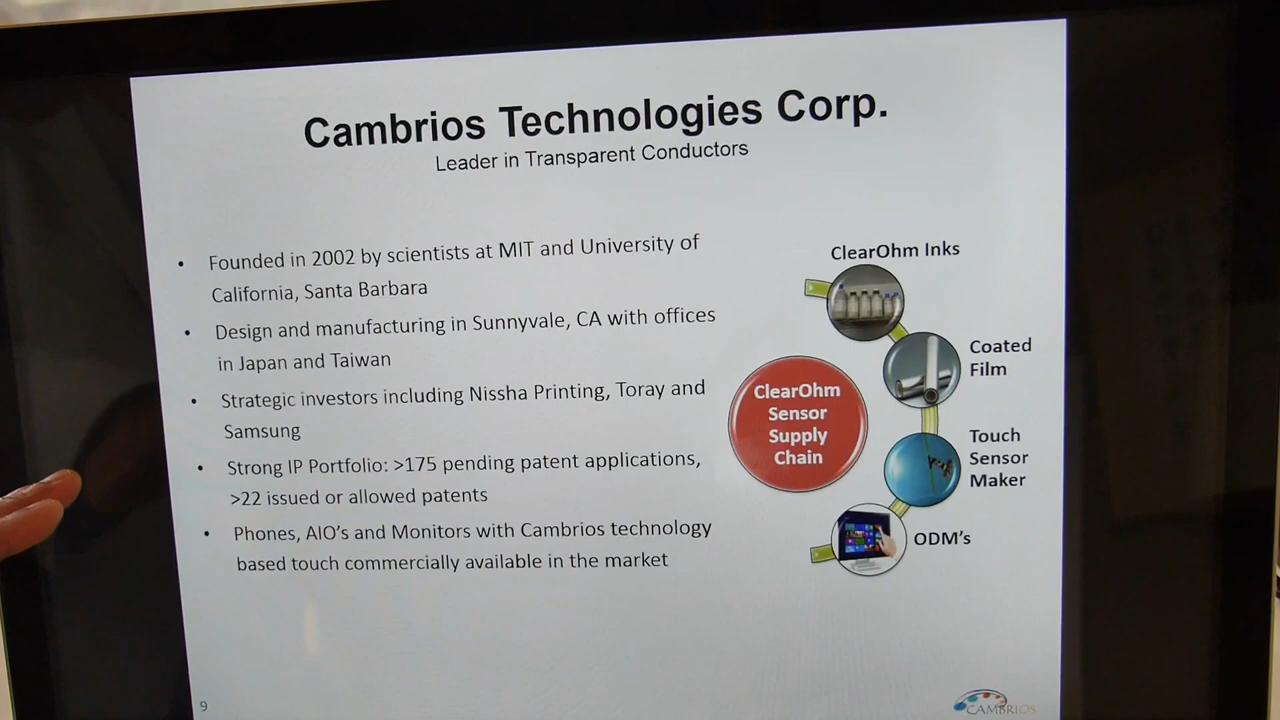 Cambrios Technologies Corp.
Leader in Transparent Conductors
• Founded in 2002 by scientists at MIT and University of
California, Santa Barbara
• Design and manufacturing in Sunnyvale, CA with offices
in Japan and Taiwan
• Strategic investors including Nissha Printing, Toray and
Samsung
• Strong IP Portfolio: >175 pending patent applications,
>22 issued or allowed patents
• Phones, AIO's and Monitors with Cambrios technology
based touch commercially available in the market
ClearOhm Inks
Coated
Film
ClearOhm
Sensor
Supply
Chain
Touch
Sensor
Maker
ODM's
9
CAMBRIOS